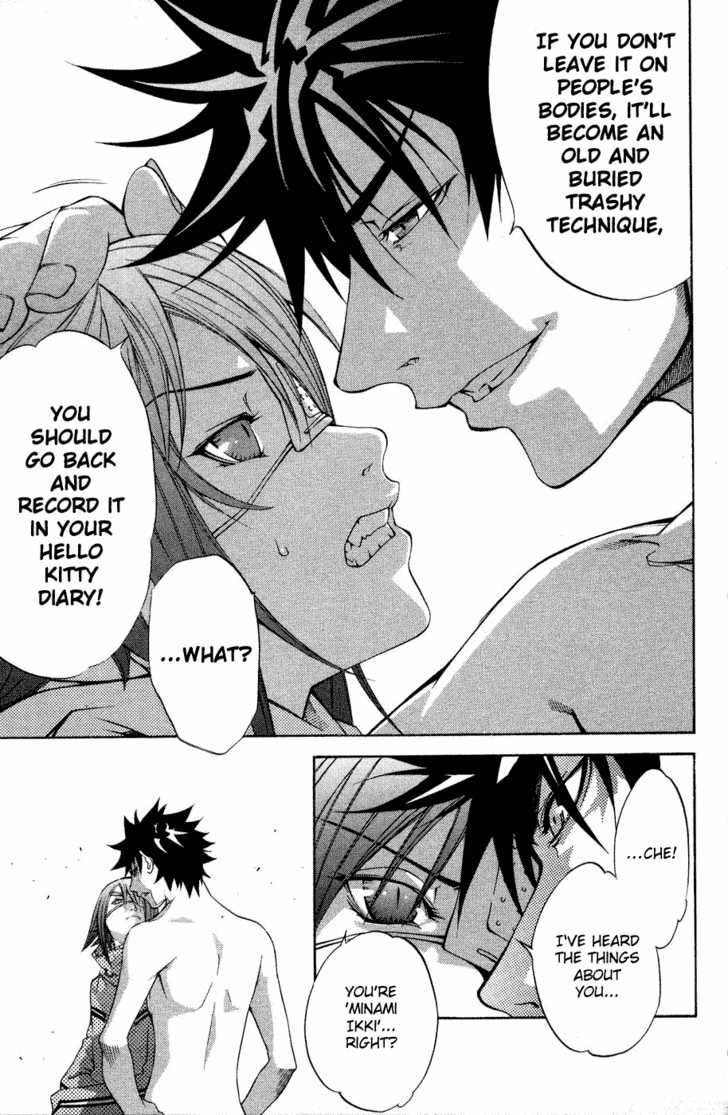 IF YOU DON'T
LEAVE IT ON
PEOPLE'S
BODIES, IT'LL
BECOME AN
OLD AND
BURIED
TRASHY
TECHNIQUE,
YOU
SHOULD
GO BACK
AND
RECORD IT
IN YOUR
HELLO
KITTY
DIARY!
...WHAT?
...CHE!
I'VE HEARD
THE THINGS
ABOUT
YOU...
YOU'RE
'MINAMI
IKKI'...
RIGHT?